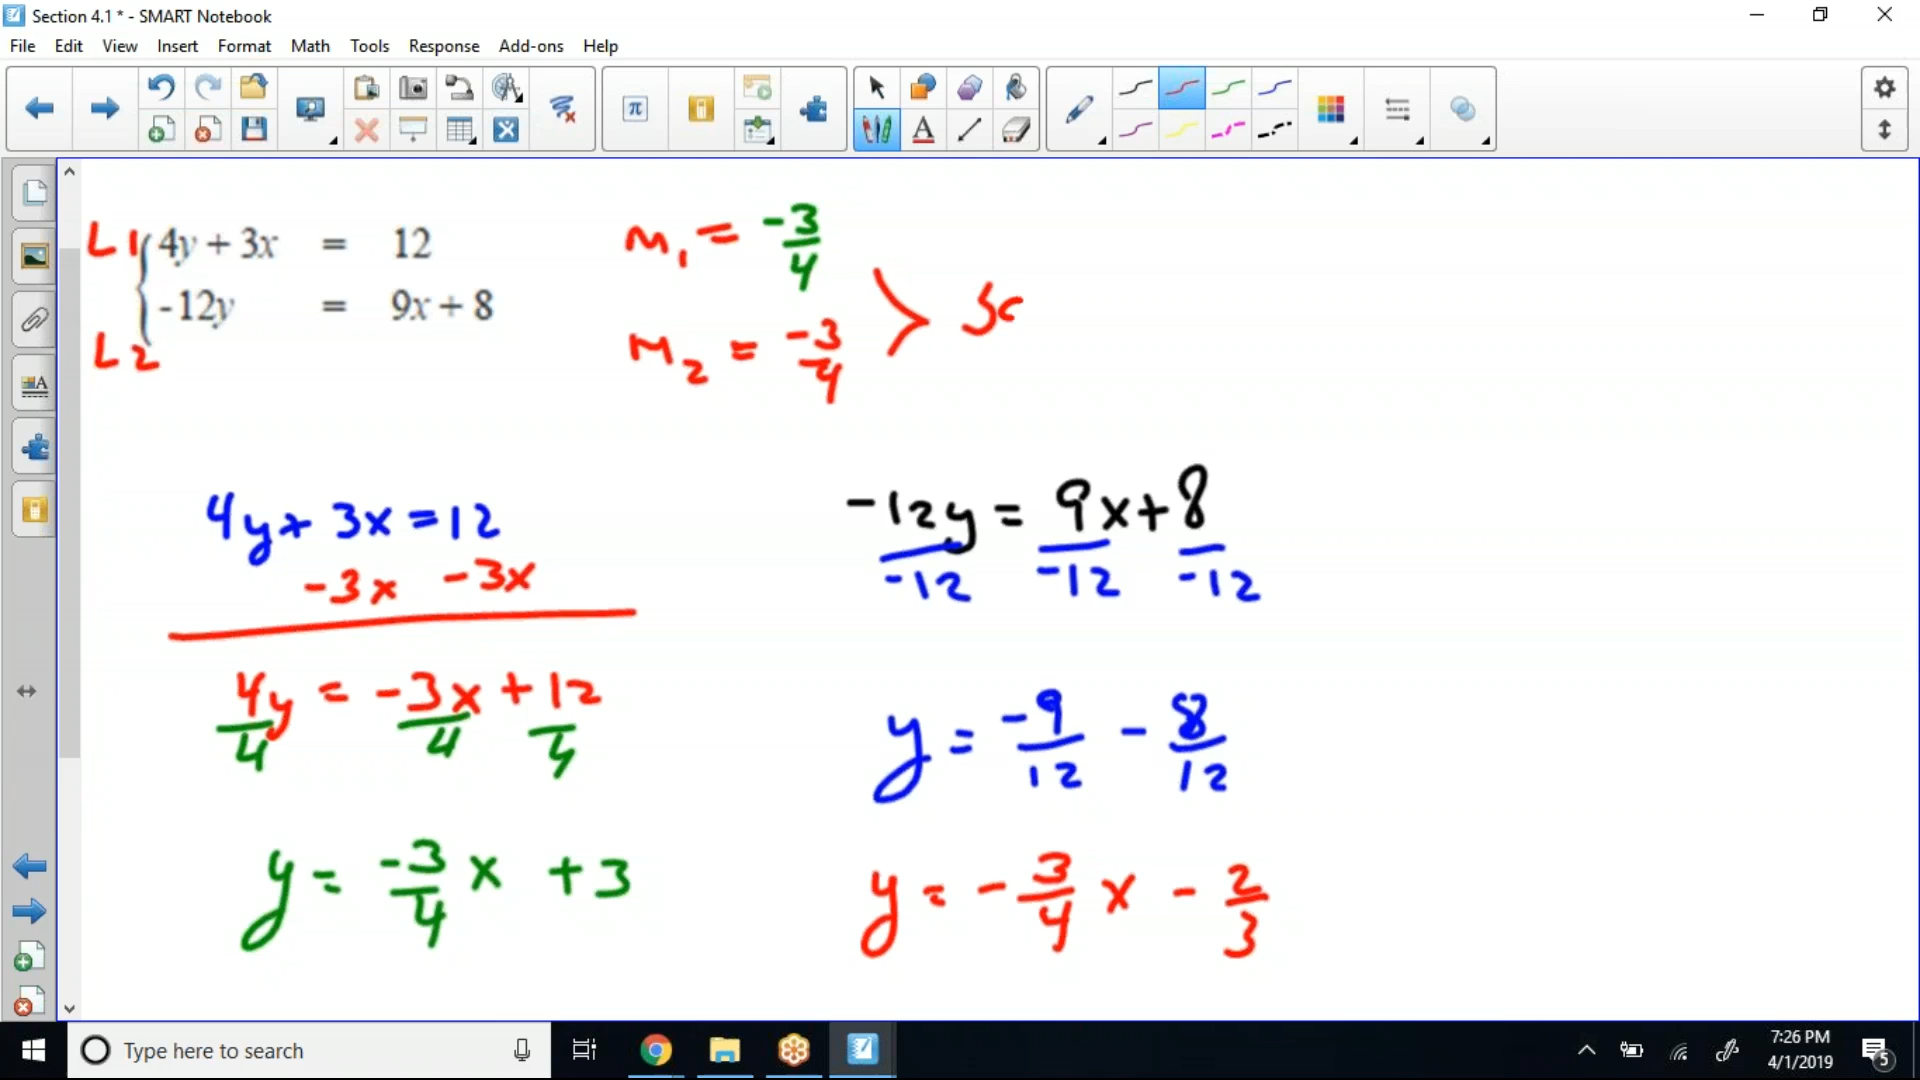 Section 4.1 * - SMART Notebook
File Edit View Insert Format Math Tools Response Add-ons Help
L1 4y + 3x = 12
L2 -12y = 9x + 8
m₁ = -3/4
m₂ = -3/4
4y + 3x = 12
-3x -3x
4y/4 = -3x/4 + 12/4
y = -3/4 x + 3
-12y/-12 = 9x/-12 + 8/-12
y = -9/12 - 8/12
y = -3/4 x - 2/3
Type here to search
7:26 PM
4/1/2019
5